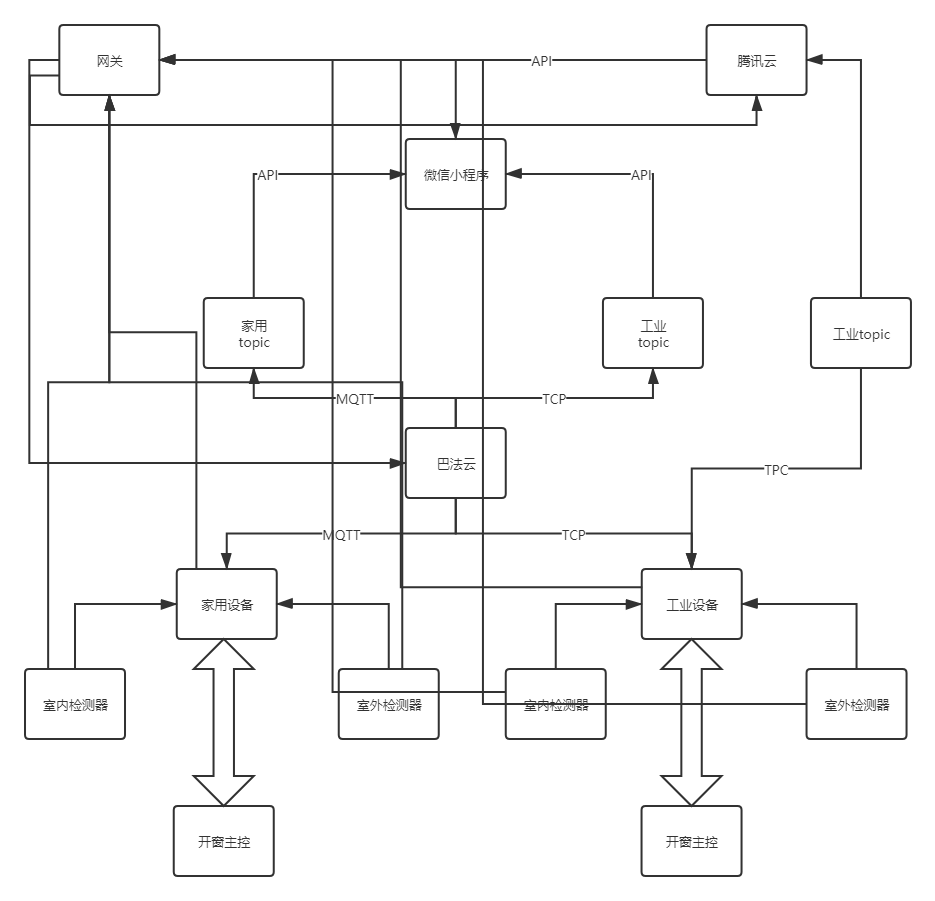 网关
API
腾讯云
API
微信小程序
API
家用
topic
工业
topic
工业topic
MQTT
TCP
巴法云
TPC
MQTT
TCP
家用设备
工业设备
室内检测器
室外检测器
室内检测器
室外检测器
开窗主控
开窗主控